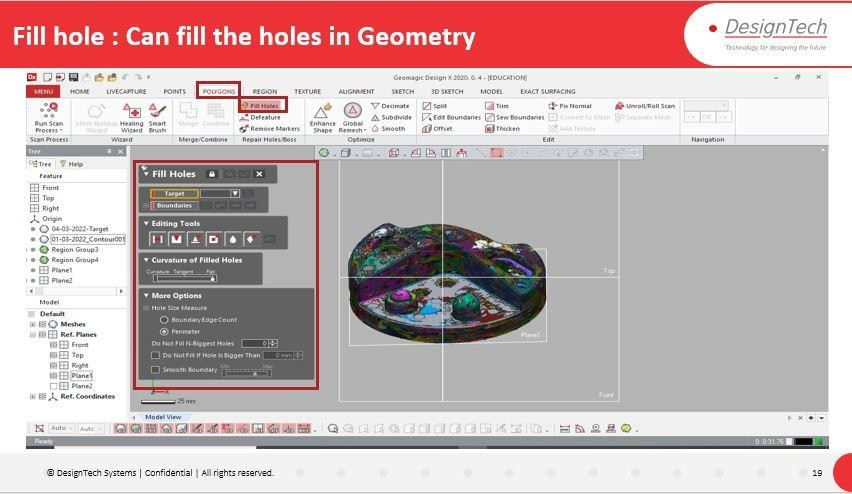 Fill hole : Can fill the holes in Geometry
DesignTech
Technology for designing the future
Geomagic Design X 2020. 0. 4 - [EDUCATION]
MENU HOME LIVECAPTURE POINTS POLYGONS REGION TEXTURE ALIGNMENT SKETCH 3D SKETCH MODEL EXACT SURFACING
Run Scan Process
Mesh Buildup Wizard
Healing Wizard
Smart Brush
Merge
Combine
Fill Holes
Defeature
Remove Markers
Enhance Shape
Global Remesh
Decimate
Subdivide
Smooth
Split
Edit Boundaries
Offset
Trim
Sew Boundaries
Thicken
Fix Normal
Convert To Mesh
Add Texture
Unroll/Roll Scan
Separate Mesh
<< OK >>
Scan Process Wizard Merge/Combine Repair Holes/Boss Optimize Edit Navigation
Tree
Tree Help
Feature
Front
Top
Right
Origin
04-03-2022-Target
01-03-2022_Contour001
Region Group3
Region Group4
Plane1
Plane2
Model
Default
Meshes
Ref. Planes
Front
Top
Right
Plane1
Plane2
Ref. Coordinates
Fill Holes
Target
Boundaries
Editing Tools
Curvature of Filled Holes
Curvature Tangent Flat
More Options
Hole Size Measure
Boundary Edge Count
Perimeter
Do Not Fill N-Biggest Holes 0
Do Not Fill If Hole Is Bigger Than 0 mm
Smooth Boundary Min Max
25 mm
Top
Plane1
Front
Model View
Auto Auto
Ready
0: 0:31.76
© DesignTech Systems | Confidential | All rights reserved.
19